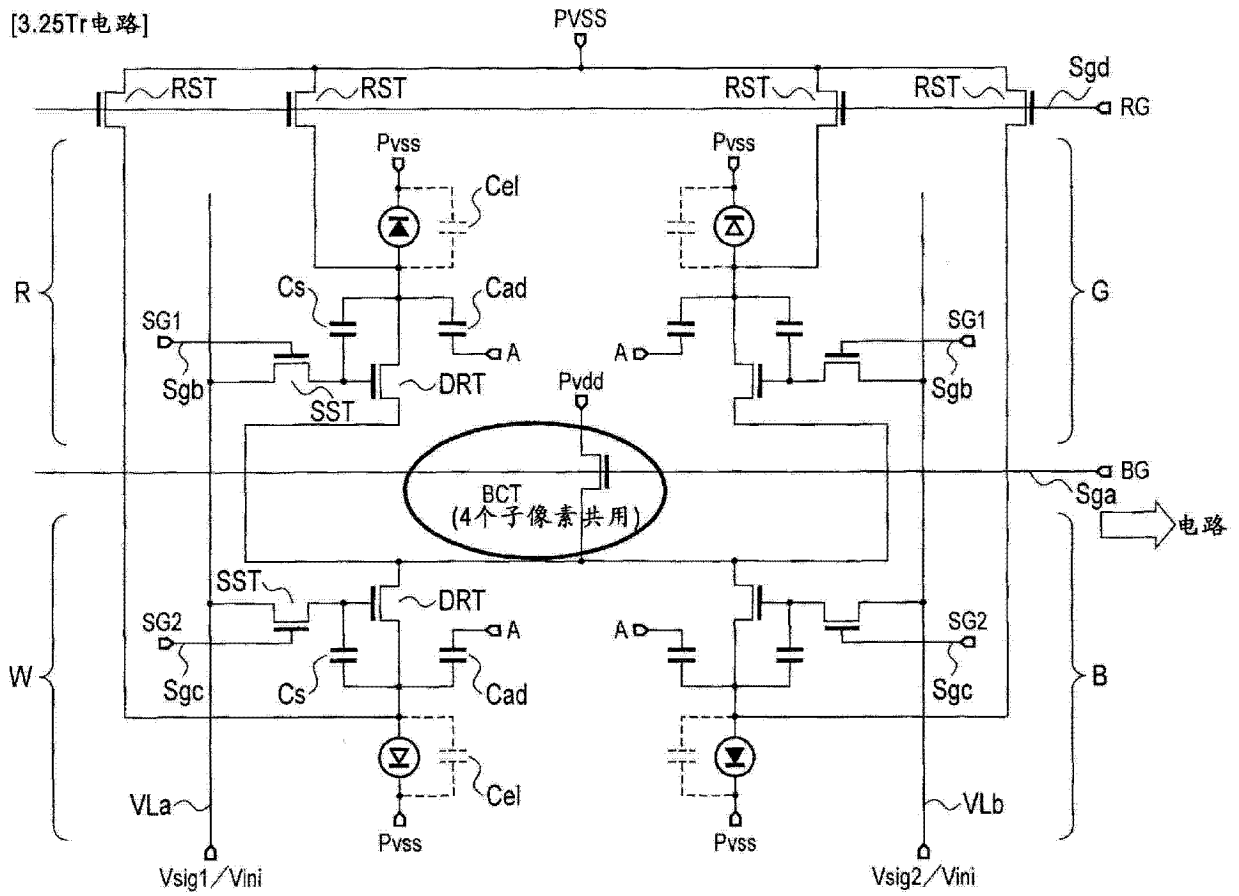 [3.25Tr电路]
PVSS
RST
RST
RST
RST
Sgd
RG
Pvss
Pvss
Cel
R
G
Cs
Cad
SG1
SG1
A
A
Sgb
SST
DRT
Sgb
Pvdd
BG
BCT
(4个子像素共用)
Sga
电路
SST
DRT
SG2
A
A
SG2
W
B
Sgc
Cs
Cad
Sgc
Cel
VLa
VLb
Pvss
Pvss
Vsig1/Vini
Vsig2/Vini